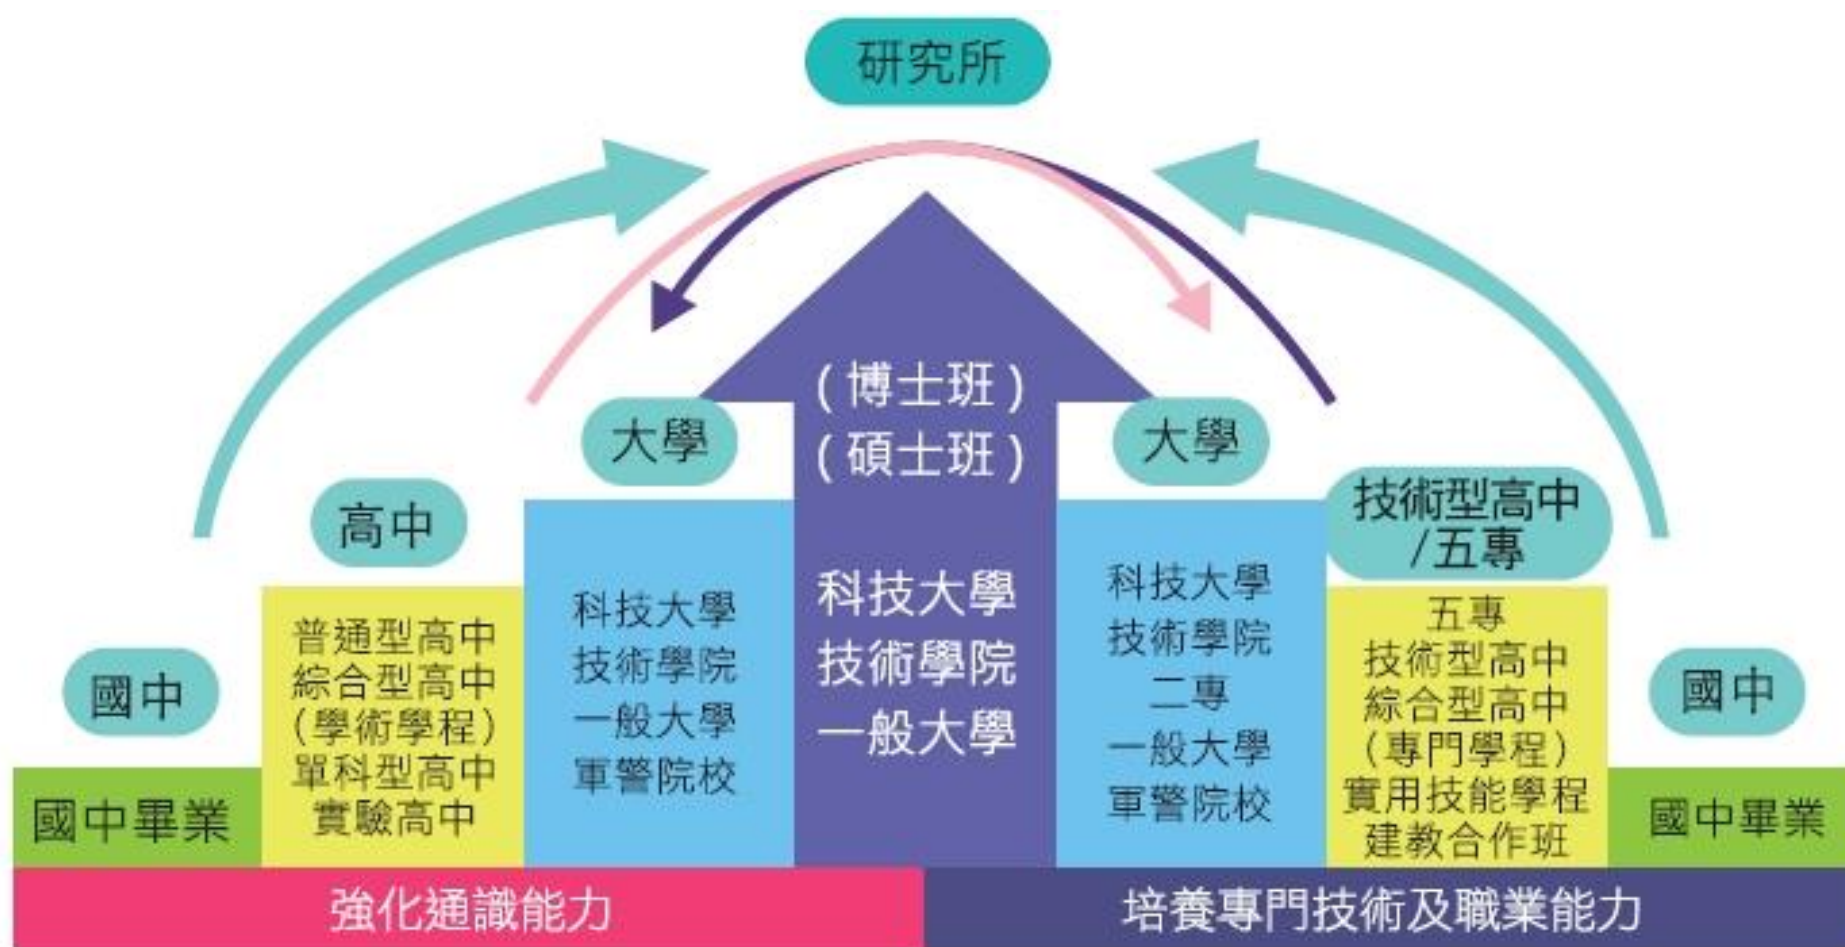 研究所
國中
國中畢業
高中
普通型高中
綜合型高中
(學術學程)
單科型高中
實驗高中
大學
科技大學
技術學院
一般大學
軍警院校
(博士班)
(碩士班)
科技大學
技術學院
一般大學
大學
科技大學
技術學院
二專
一般大學
軍警院校
技術型高中
/五專
五專
技術型高中
綜合型高中
(專門學程)
實用技能學程
建教合作班
國中
國中畢業
強化通識能力
培養專門技術及職業能力